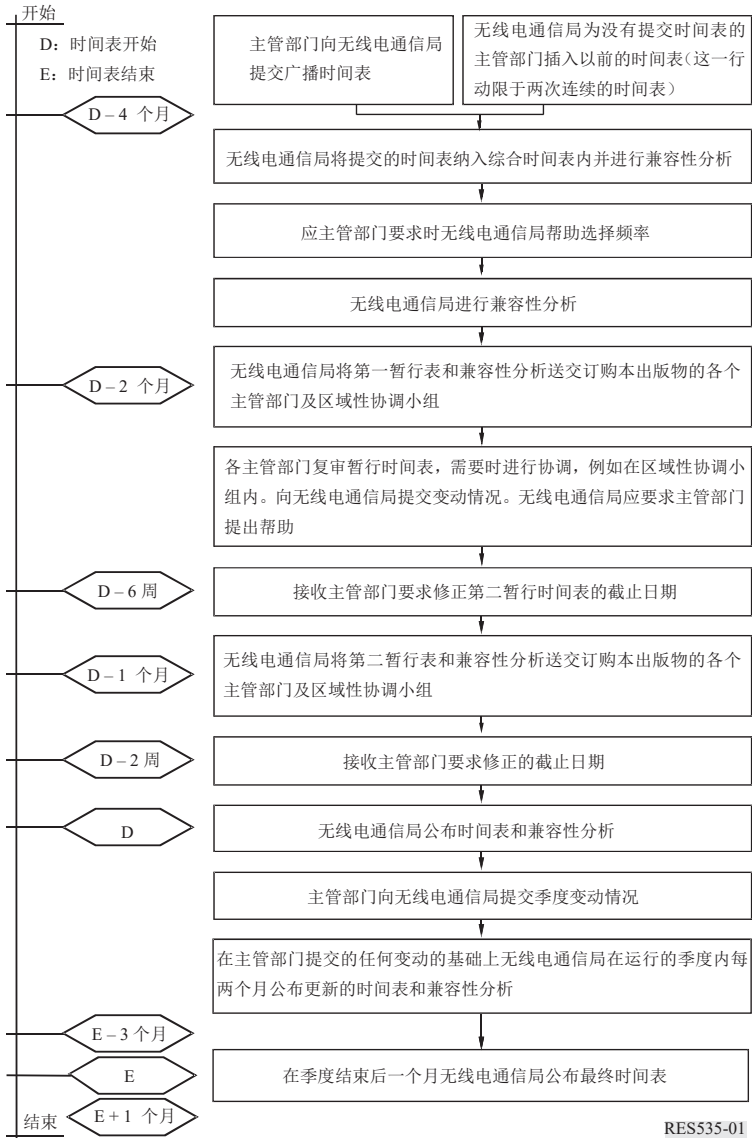 开始
D：时间表开始
E：时间表结束
主管部门向无线电通信局
提交广播时间表
无线电通信局为没有提交时间表的
主管部门插入以前的时间表（这一行
动限于两次连续的时间表）
D – 4 个月
无线电通信局将提交的时间表纳入综合时间表内并进行兼容性分析
应主管部门要求时无线电通信局帮助选择频率
无线电通信局进行兼容性分析
D – 2 个月
无线电通信局将第一暂行表和兼容性分析送交订购本出版物的各个
主管部门及区域性协调小组
各主管部门复审暂行时间表，需要时进行协调，例如在区域性协调小
组内。向无线电通信局提交变动情况。无线电通信局应要求主管部门
提出帮助
D – 6 周
接收主管部门要求修正第二暂行时间表的截止日期
D – 1 个月
无线电通信局将第二暂行表和兼容性分析送交订购本出版物的各个
主管部门及区域性协调小组
D – 2 周
接收主管部门要求修正的截止日期
D
无线电通信局公布时间表和兼容性分析
主管部门向无线电通信局提交季度变动情况
在主管部门提交的任何变动的基础上无线电通信局在运行的季度内每
两个月公布更新的时间表和兼容性分析
E – 3 个月
E
在季度结束后一个月无线电通信局公布最终时间表
E + 1 个月
结束
RES535-01